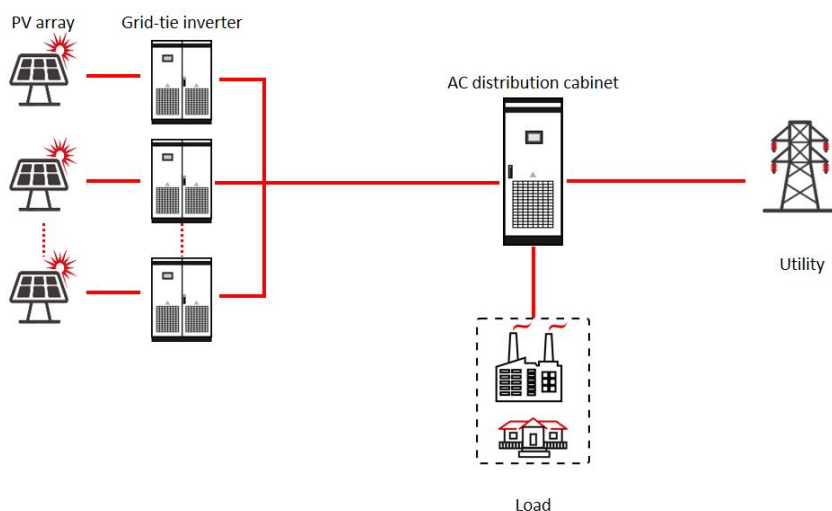 PV array
Grid-tie inverter
AC distribution cabinet
Utility
Load